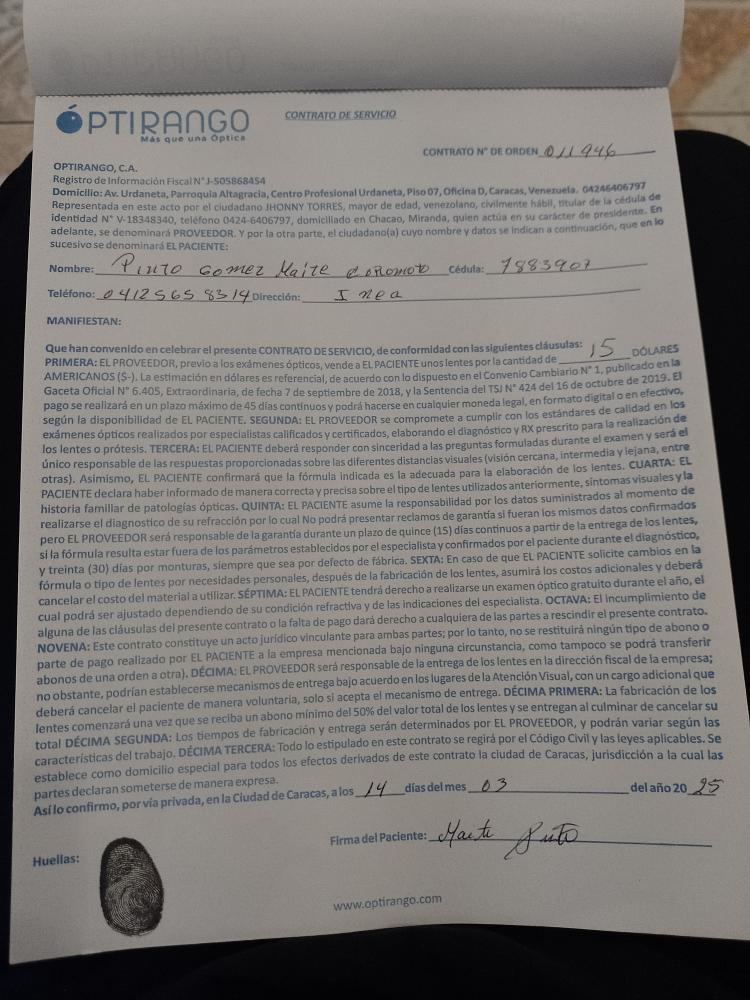 ÓPTIRANGO
Más que una Óptica
CONTRATO DE SERVICIO
CONTRATO N° DE ORDEN 011946
OPTIRANGO, C.A.
Registro de Información Fiscal N° J-505868454
Domicilio: Av. Urdaneta, Parroquia Altagracia, Centro Profesional Urdaneta, Piso 07, Oficina D, Caracas, Venezuela. 04246406797
Representada en este acto por el ciudadano JHONNY TORRES, mayor de edad, venezolano, civilmente hábil, titular de la cédula de
identidad N° V-18348340, teléfono 0424-6406797, domiciliado en Chacao, Miranda, quien actúa en su carácter de presidente. En
adelante, se denominará PROVEEDOR. Y por la otra parte, el ciudadano(a) cuyo nombre y datos se indican a continuación, que en lo
sucesivo se denominará EL PACIENTE:
Nombre: Pinto Gomez Maite Coromoto Cédula: 7883907
Teléfono: 04125658314 Dirección: Inea
MANIFIESTAN:
Que han convenido en celebrar el presente CONTRATO DE SERVICIO, de conformidad con las siguientes cláusulas:
PRIMERA: EL PROVEEDOR, previo a los exámenes ópticos, vende a EL PACIENTE unos lentes por la cantidad de 15 DÓLARES
AMERICANOS ($-). La estimación en dólares es referencial, de acuerdo con lo dispuesto en el Convenio Cambiario N° 1, publicado en la
Gaceta Oficial N° 6.405, Extraordinaria, de fecha 7 de septiembre de 2018, y la Sentencia del TSJ N° 424 del 16 de octubre de 2019. El
pago se realizará en un plazo máximo de 45 días continuos y podrá hacerse en cualquier moneda legal, en formato digital o en efectivo,
según la disponibilidad de EL PACIENTE. SEGUNDA: EL PROVEEDOR se compromete a cumplir con los estándares de calidad en los
exámenes ópticos realizados por especialistas calificados y certificados, elaborando el diagnóstico y RX prescrito para la realización de
los lentes o prótesis. TERCERA: EL PACIENTE deberá responder con sinceridad a las preguntas formuladas durante el examen y será el
único responsable de las respuestas proporcionadas sobre las diferentes distancias visuales (visión cercana, intermedia y lejana, entre
otras). Asimismo, EL PACIENTE confirmará que la fórmula indicada es la adecuada para la elaboración de los lentes. CUARTA: EL
PACIENTE declara haber informado de manera correcta y precisa sobre el tipo de lentes utilizados anteriormente, síntomas visuales y la
historia familiar de patologías ópticas. QUINTA: EL PACIENTE asume la responsabilidad por los datos suministrados al momento de
realizarse el diagnostico de su refracción por lo cual No podrá presentar reclamos de garantía si fueran los mismos datos confirmados
pero EL PROVEEDOR será responsable de la garantía durante un plazo de quince (15) días continuos a partir de la entrega de los lentes,
si la fórmula resulta estar fuera de los parámetros establecidos por el especialista y confirmados por el paciente durante el diagnóstico,
y treinta (30) días por monturas, siempre que sea por defecto de fábrica. SEXTA: En caso de que EL PACIENTE solicite cambios en la
fórmula o tipo de lentes por necesidades personales, después de la fabricación de los lentes, asumirá los costos adicionales y deberá
cancelar el costo del material a utilizar. SÉPTIMA: EL PACIENTE tendrá derecho a realizarse un examen óptico gratuito durante el año, el
cual podrá ser ajustado dependiendo de su condición refractiva y de las indicaciones del especialista. OCTAVA: El incumplimiento de
alguna de las cláusulas del presente contrato o la falta de pago dará derecho a cualquiera de las partes a rescindir el presente contrato.
NOVENA: Este contrato constituye un acto jurídico vinculante para ambas partes; por lo tanto, no se restituirá ningún tipo de abono o
parte de pago realizado por EL PACIENTE a la empresa mencionada bajo ninguna circunstancia, como tampoco se podrá transferir
abonos de una orden a otra). DÉCIMA: EL PROVEEDOR será responsable de la entrega de los lentes en la dirección fiscal de la empresa;
no obstante, podrían establecerse mecanismos de entrega bajo acuerdo en los lugares de la Atención Visual, con un cargo adicional que
deberá cancelar el paciente de manera voluntaria, solo si acepta el mecanismo de entrega. DÉCIMA PRIMERA: La fabricación de los
lentes comenzará una vez que se reciba un abono mínimo del 50% del valor total de los lentes y se entregan al culminar de cancelar su
total DÉCIMA SEGUNDA: Los tiempos de fabricación y entrega serán determinados por EL PROVEEDOR, y podrán variar según las
características del trabajo. DÉCIMA TERCERA: Todo lo estipulado en este contrato se regirá por el Código Civil y las leyes aplicables. Se
establece como domicilio especial para todos los efectos derivados de este contrato la ciudad de Caracas, jurisdicción a la cual las
partes declaran someterse de manera expresa.
Así lo confirmo, por vía privada, en la Ciudad de Caracas, a los 14 días del mes 03 del año 20 25
Firma del Paciente: Maite Pinto
Huellas:
www.optirango.com